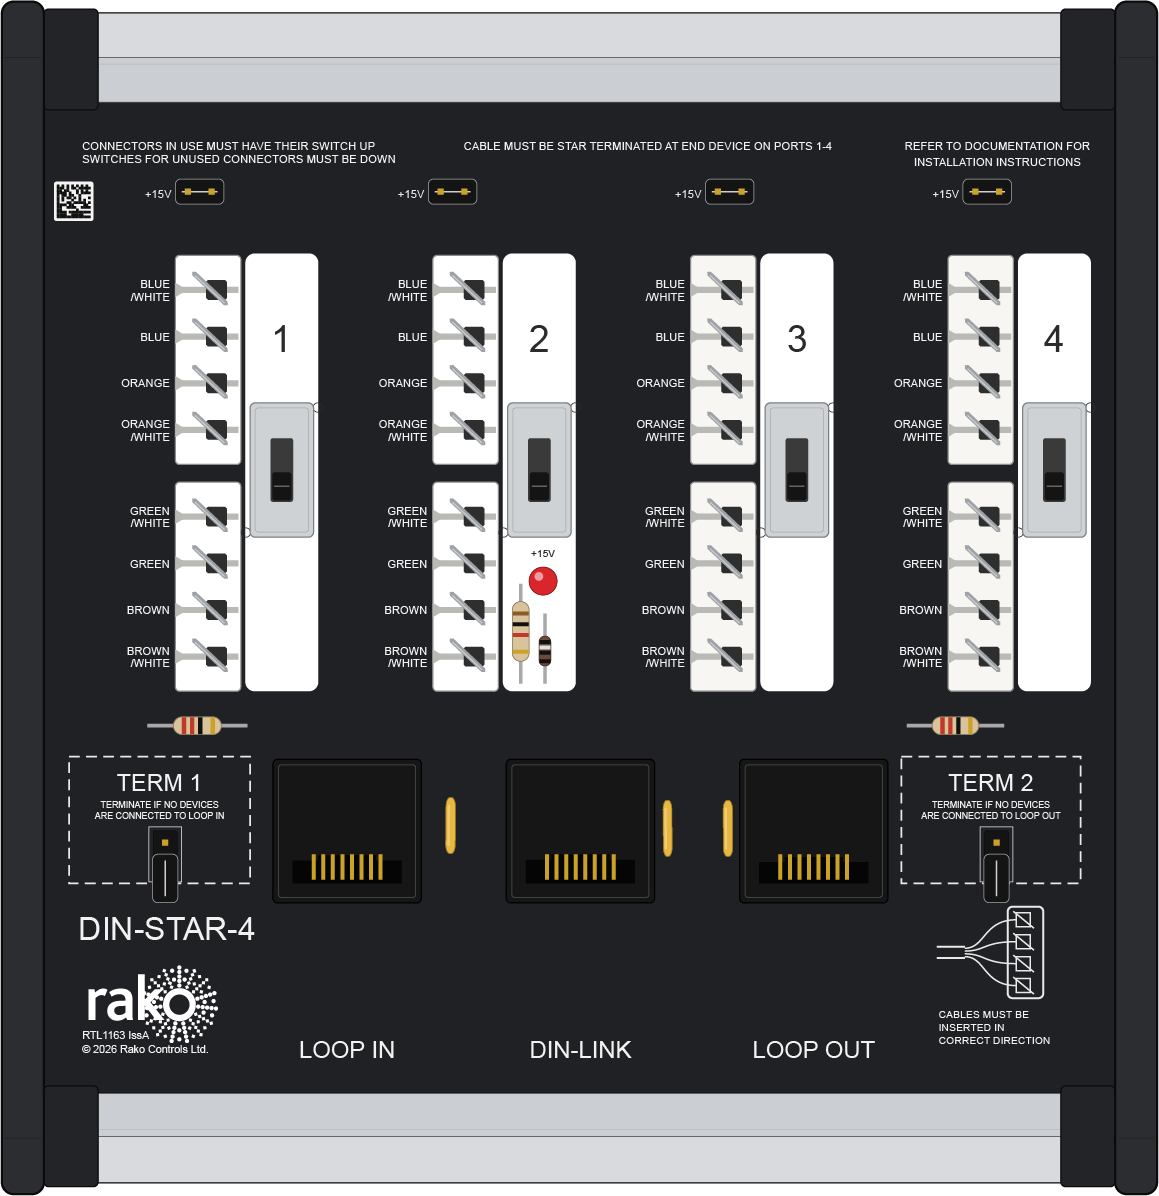 CONNECTORS IN USE MUST HAVE THEIR SWITCH UP
SWITCHES FOR UNUSED CONNECTORS MUST BE DOWN
CABLE MUST BE STAR TERMINATED AT END DEVICE ON PORTS 1-4
REFER TO DOCUMENTATION FOR
INSTALLATION INSTRUCTIONS
+15V
+15V
+15V
+15V
BLUE
/WHITE
BLUE
ORANGE
ORANGE
/WHITE
GREEN
/WHITE
GREEN
BROWN
BROWN
/WHITE
1
BLUE
/WHITE
BLUE
ORANGE
ORANGE
/WHITE
GREEN
/WHITE
GREEN
BROWN
BROWN
/WHITE
2
+15V
BLUE
/WHITE
BLUE
ORANGE
ORANGE
/WHITE
GREEN
/WHITE
GREEN
BROWN
BROWN
/WHITE
3
BLUE
/WHITE
BLUE
ORANGE
ORANGE
/WHITE
GREEN
/WHITE
GREEN
BROWN
BROWN
/WHITE
4
TERM 1
TERMINATE IF NO DEVICES
ARE CONNECTED TO LOOP IN
TERM 2
TERMINATE IF NO DEVICES
ARE CONNECTED TO LOOP OUT
DIN-STAR-4
rako
RTL1163 IssA
© 2026 Rako Controls Ltd.
LOOP IN
DIN-LINK
LOOP OUT
CABLES MUST BE
INSERTED IN
CORRECT DIRECTION